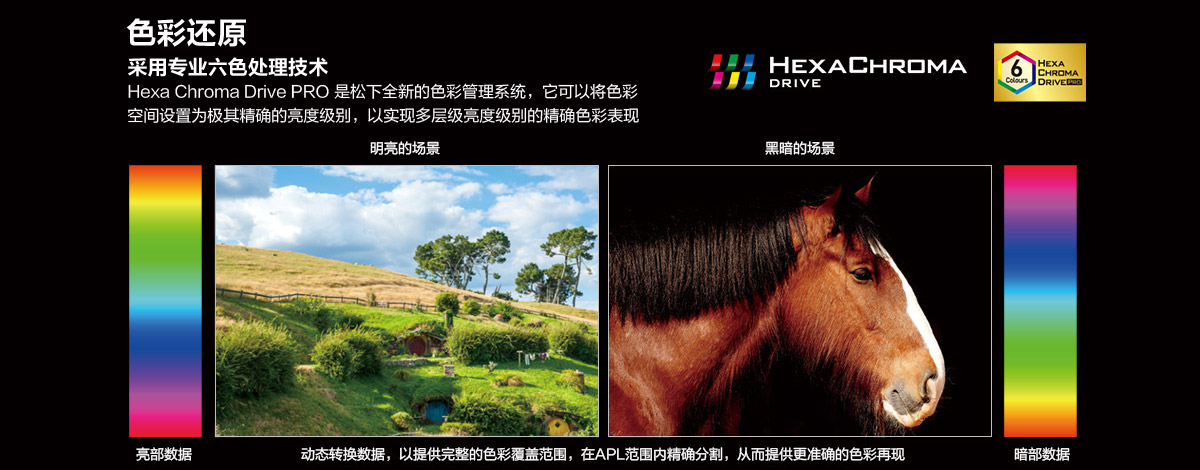 色彩还原
采用专业六色处理技术
Hexa Chroma Drive PRO 是松下全新的色彩管理系统，它可以将色彩
空间设置为极其精确的亮度级别，以实现多层级亮度级别的精确色彩表现
HEXACHROMA
DRIVE
6
Colours
HEXA
CHROMA
DRIVE PRO
明亮的场景
黑暗的场景
亮部数据
动态转换数据，以提供完整的色彩覆盖范围，在APL范围内精确分割，从而提供更准确的色彩再现
暗部数据